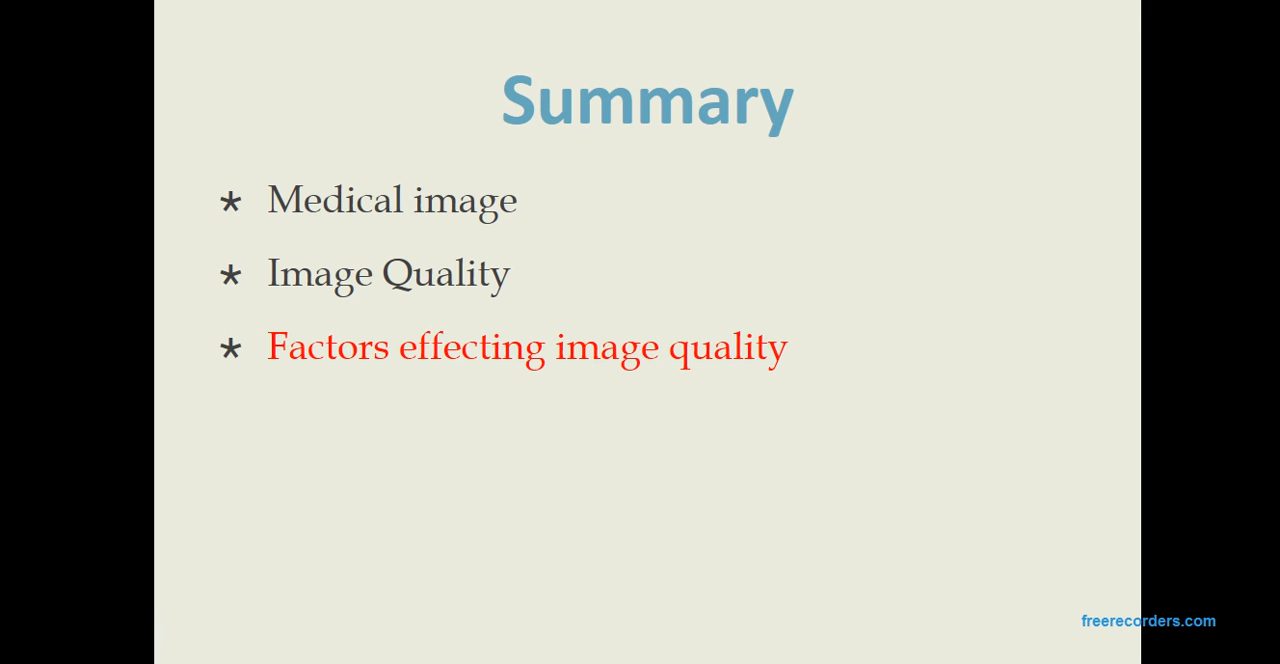 Summary
* Medical image
* Image Quality
* Factors effecting image quality
freerecorders.com